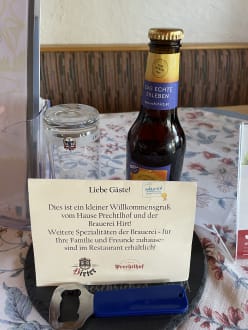 DAS ECHTE
ERLEBEN
Liebe Gäste!
Dies ist ein kleiner Willkommensgruß
vom Hause Prechtlhof und der
Brauerei Hirt!
Weitere Spezialitäten der Brauerei - für
Ihre Familie und Freunde zuhause-
sind im Restaurant erhältlich!
Hirter
Prechtlhof